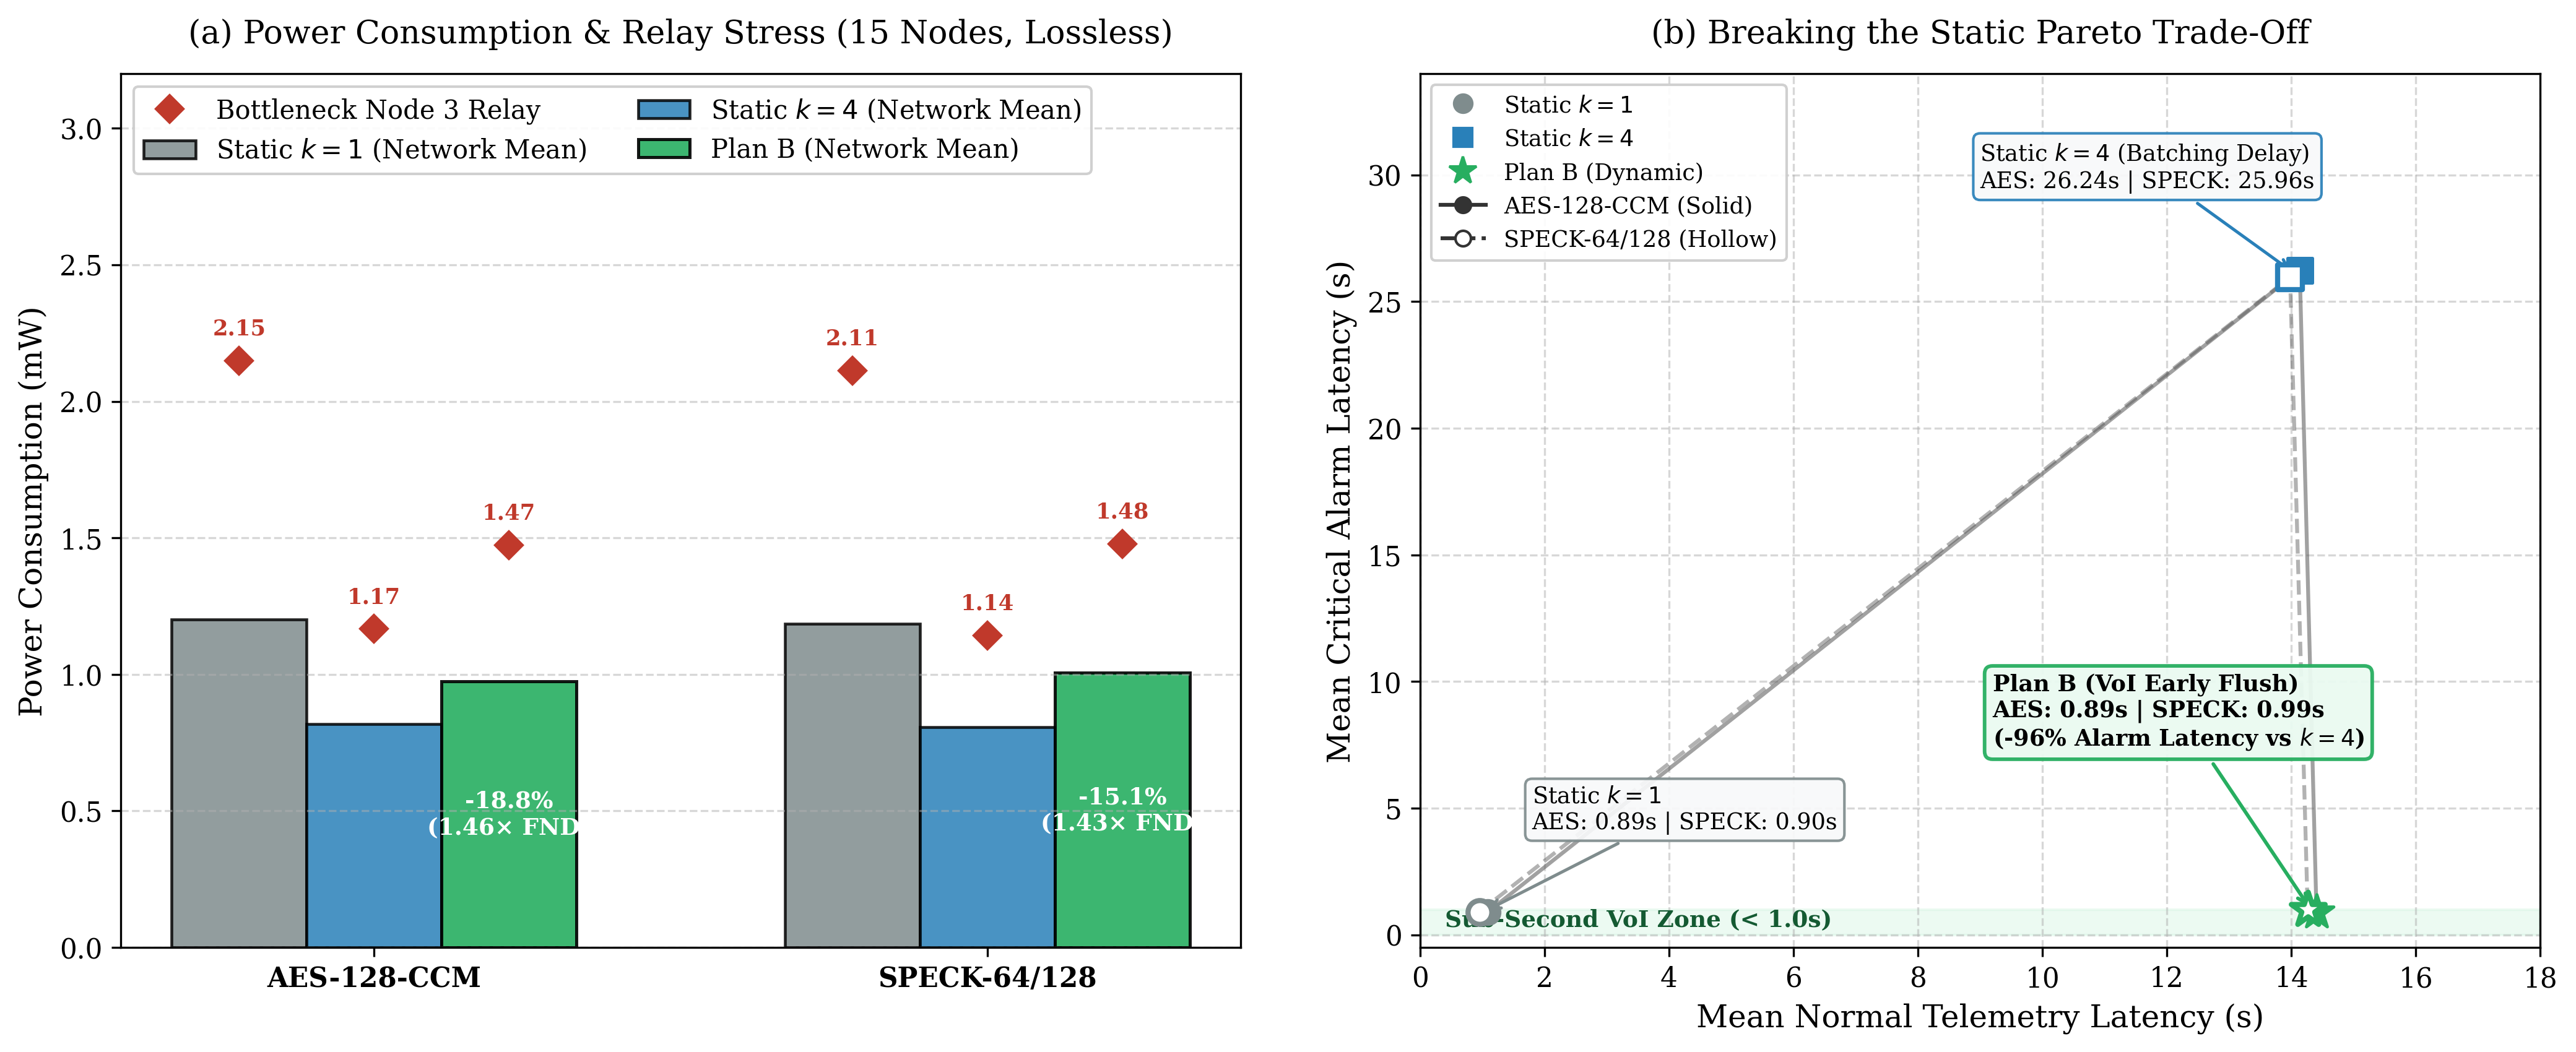 (a) Power Consumption & Relay Stress (15 Nodes, Lossless)
Power Consumption (mW)
3.0
2.5
2.0
1.5
1.0
0.5
0.0
Bottleneck Node 3 Relay
Static k = 1 (Network Mean)
Static k = 4 (Network Mean)
Plan B (Network Mean)
2.15
1.17
1.47
2.11
1.14
1.48
-18.8%
(1.46× FND
-15.1%
(1.43× FND
AES-128-CCM
SPECK-64/128
(b) Breaking the Static Pareto Trade-Off
Mean Critical Alarm Latency (s)
30
25
20
15
10
5
0
Static k = 1
Static k = 4
Plan B (Dynamic)
AES-128-CCM (Solid)
SPECK-64/128 (Hollow)
Static k = 4 (Batching Delay)
AES: 26.24s | SPECK: 25.96s
Plan B (VoI Early Flush)
AES: 0.89s | SPECK: 0.99s
(-96% Alarm Latency vs k = 4)
Static k = 1
AES: 0.89s | SPECK: 0.90s
Sub-Second VoI Zone (< 1.0s)
0 2 4 6 8 10 12 14 16 18
Mean Normal Telemetry Latency (s)